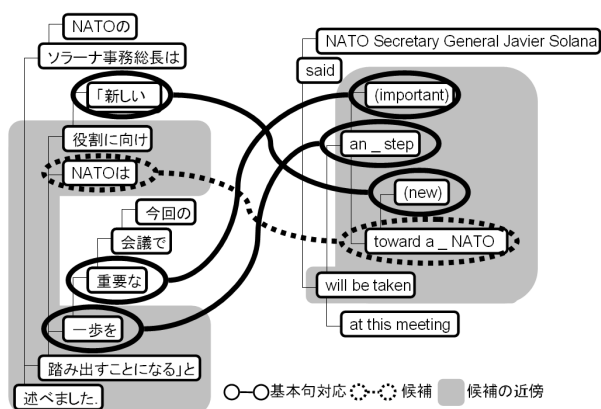 NATOの
ソラーナ事務総長は
「新しい
役割に向け
NATOは
今回の
会議で
重要な
一歩を
踏み出すことになる」と
述べました.
NATO Secretary General Javier Solana
said
(important)
an _ step
(new)
toward a _ NATO
will be taken
at this meeting
基本句対応 候補 候補の近傍